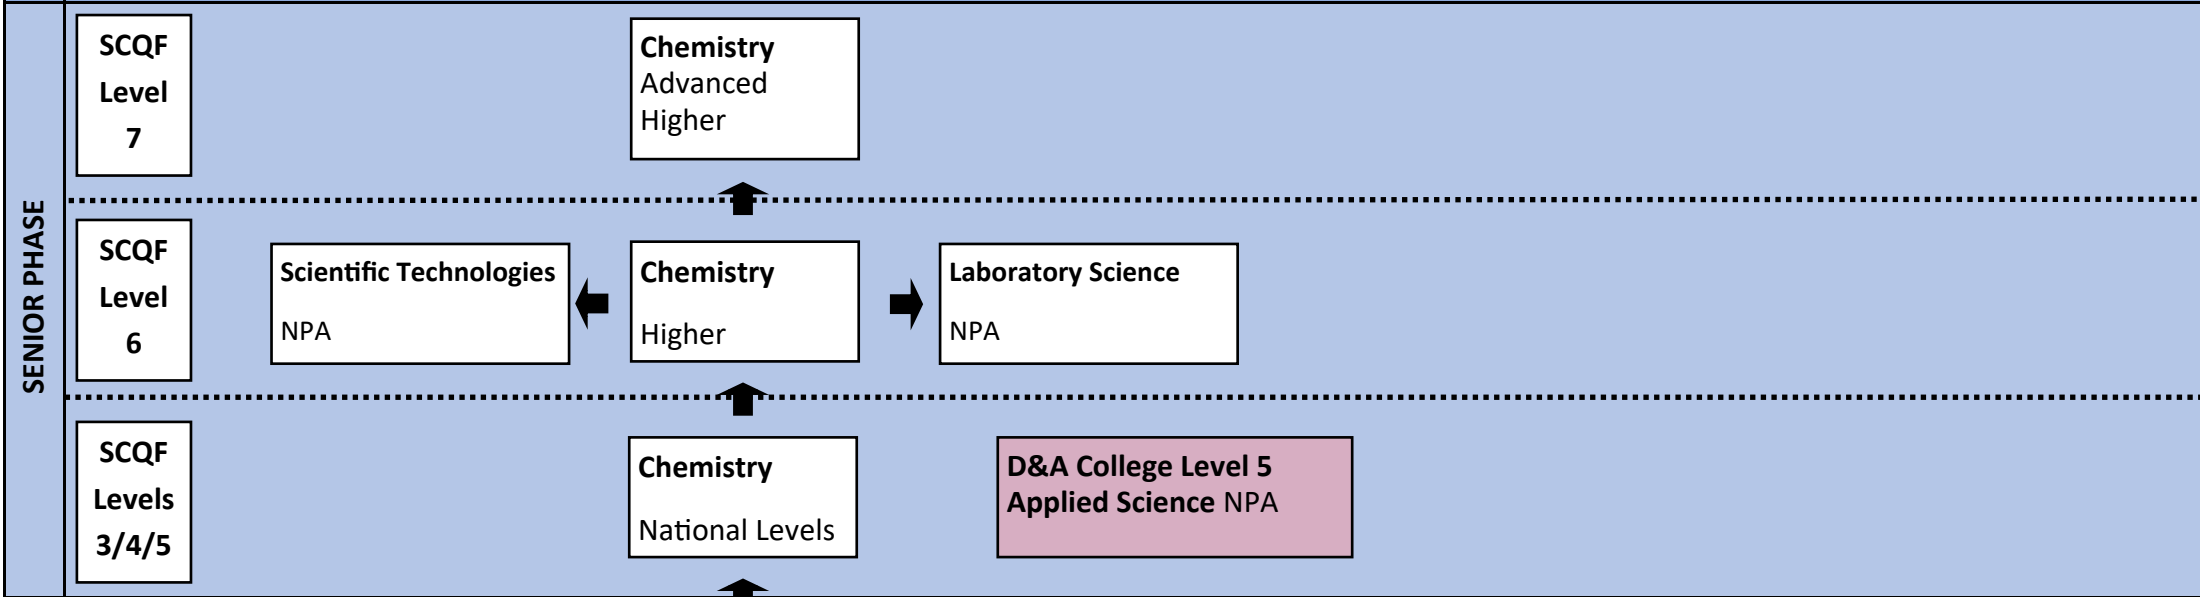 SENIOR PHASE
SCQF
Level
7
Chemistry
Advanced
Higher
SCQF
Level
6
Scientific Technologies
NPA
Chemistry
Higher
Laboratory Science
NPA
SCQF
Levels
3/4/5
Chemistry
National Levels
D&A College Level 5
Applied Science NPA